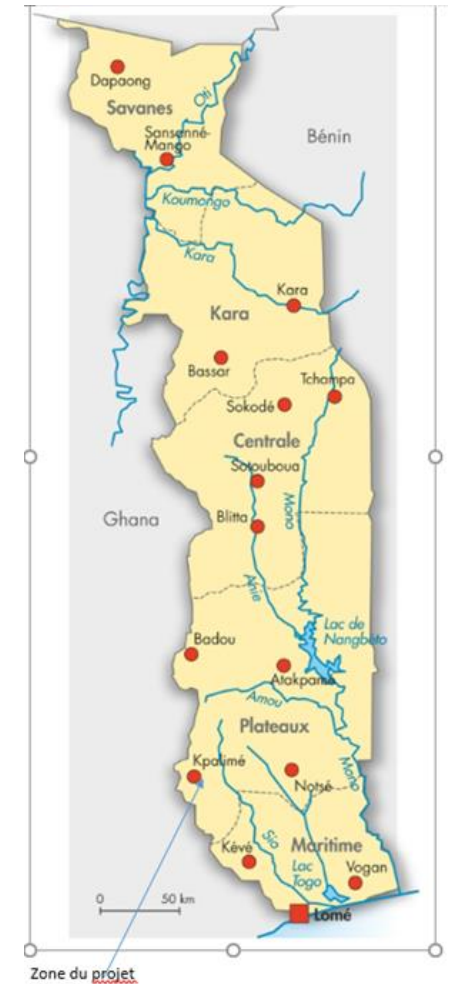 Dapaong
Savanes
Oti
Sansanné-
Mango
Bénin
Koumongo
Kara
Kara
Kara
Bassar
Tchampa
Sokodé
Centrale
Sotouboua
Mono
Ghana
Blitta
Anie
Lac de
Nangbéto
Badou
Atakpamé
Amou
Plateaux
Kpalimé
Mono
Notsé
Sio
Maritime
Kévé
Lac
Togo
Vogan
0
50 km
Lomé
Zone du projet